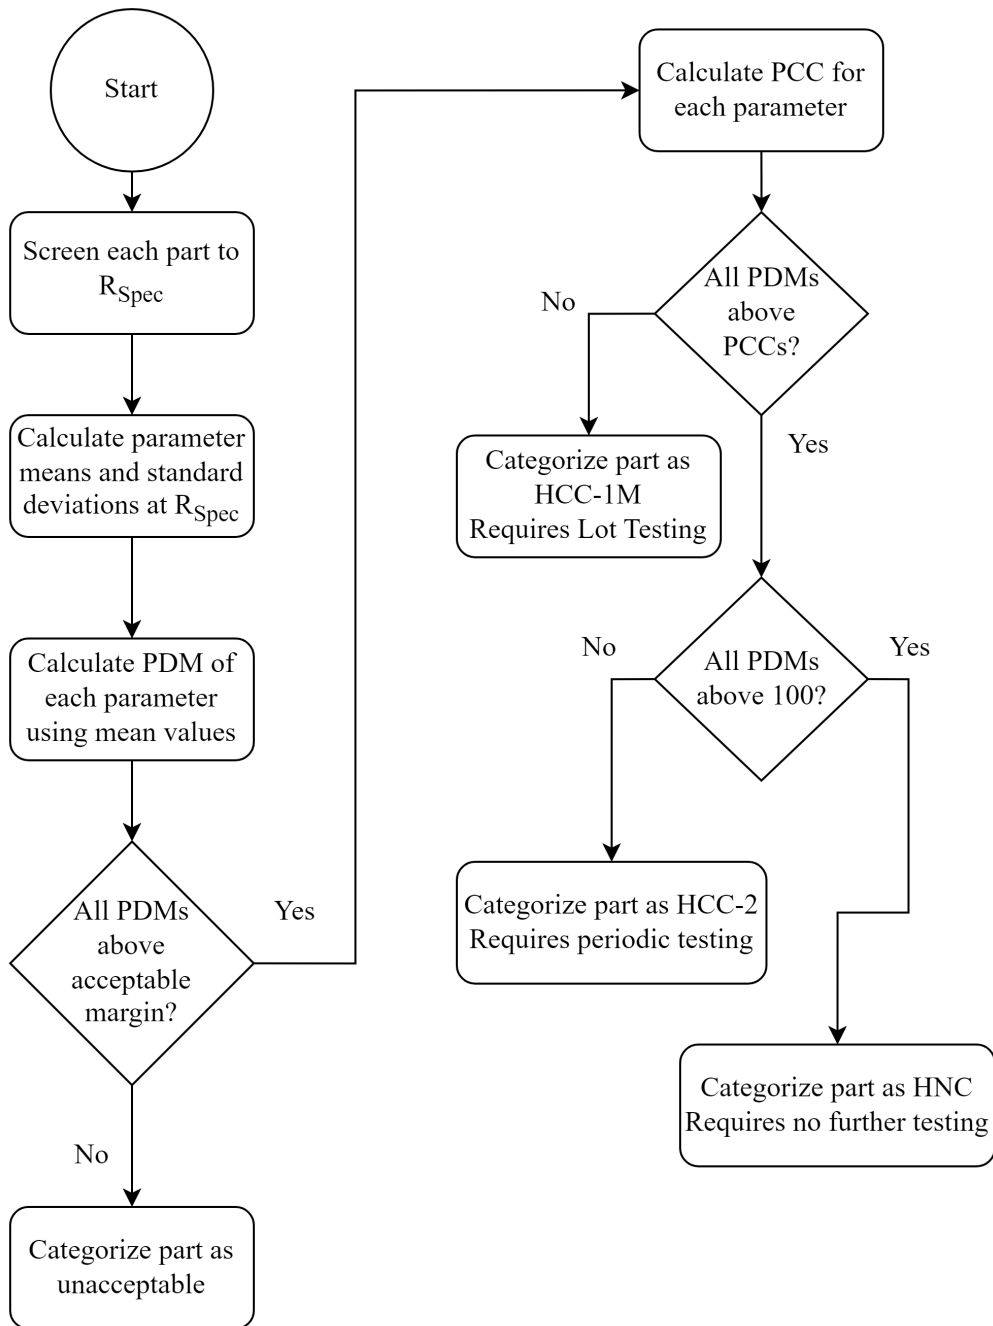 Start
Screen each part to
R_Spec
Calculate parameter
means and standard
deviations at R_Spec
Calculate PDM of
each parameter
using mean values
All PDMs
above
acceptable
margin?
Yes
No
Categorize part as
unacceptable
Calculate PCC for
each parameter
All PDMs
above
PCCs?
No
Yes
Categorize part as
HCC-1M
Requires Lot Testing
All PDMs
above 100?
No
Yes
Categorize part as HCC-2
Requires periodic testing
Categorize part as HNC
Requires no further testing